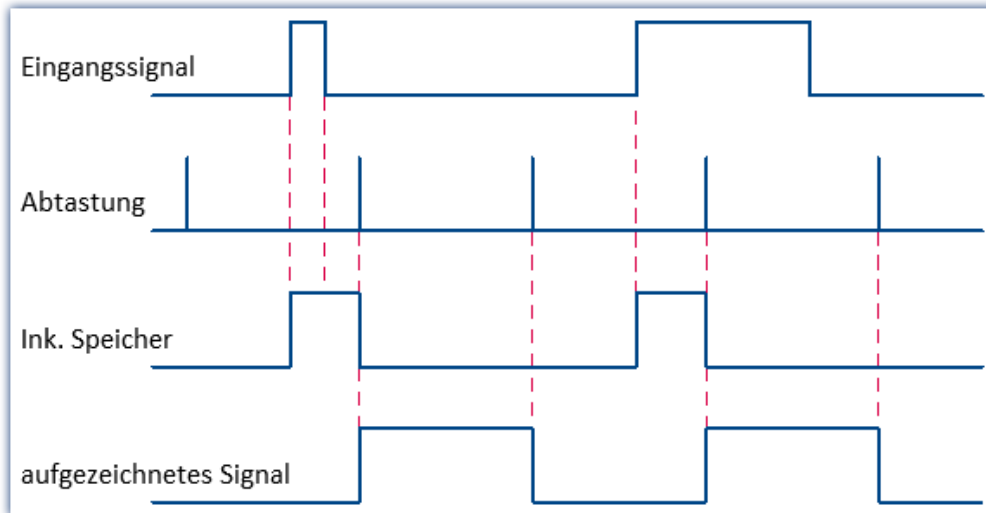 Eingangssignal
Abtastung
Ink. Speicher
aufgezeichnetes Signal